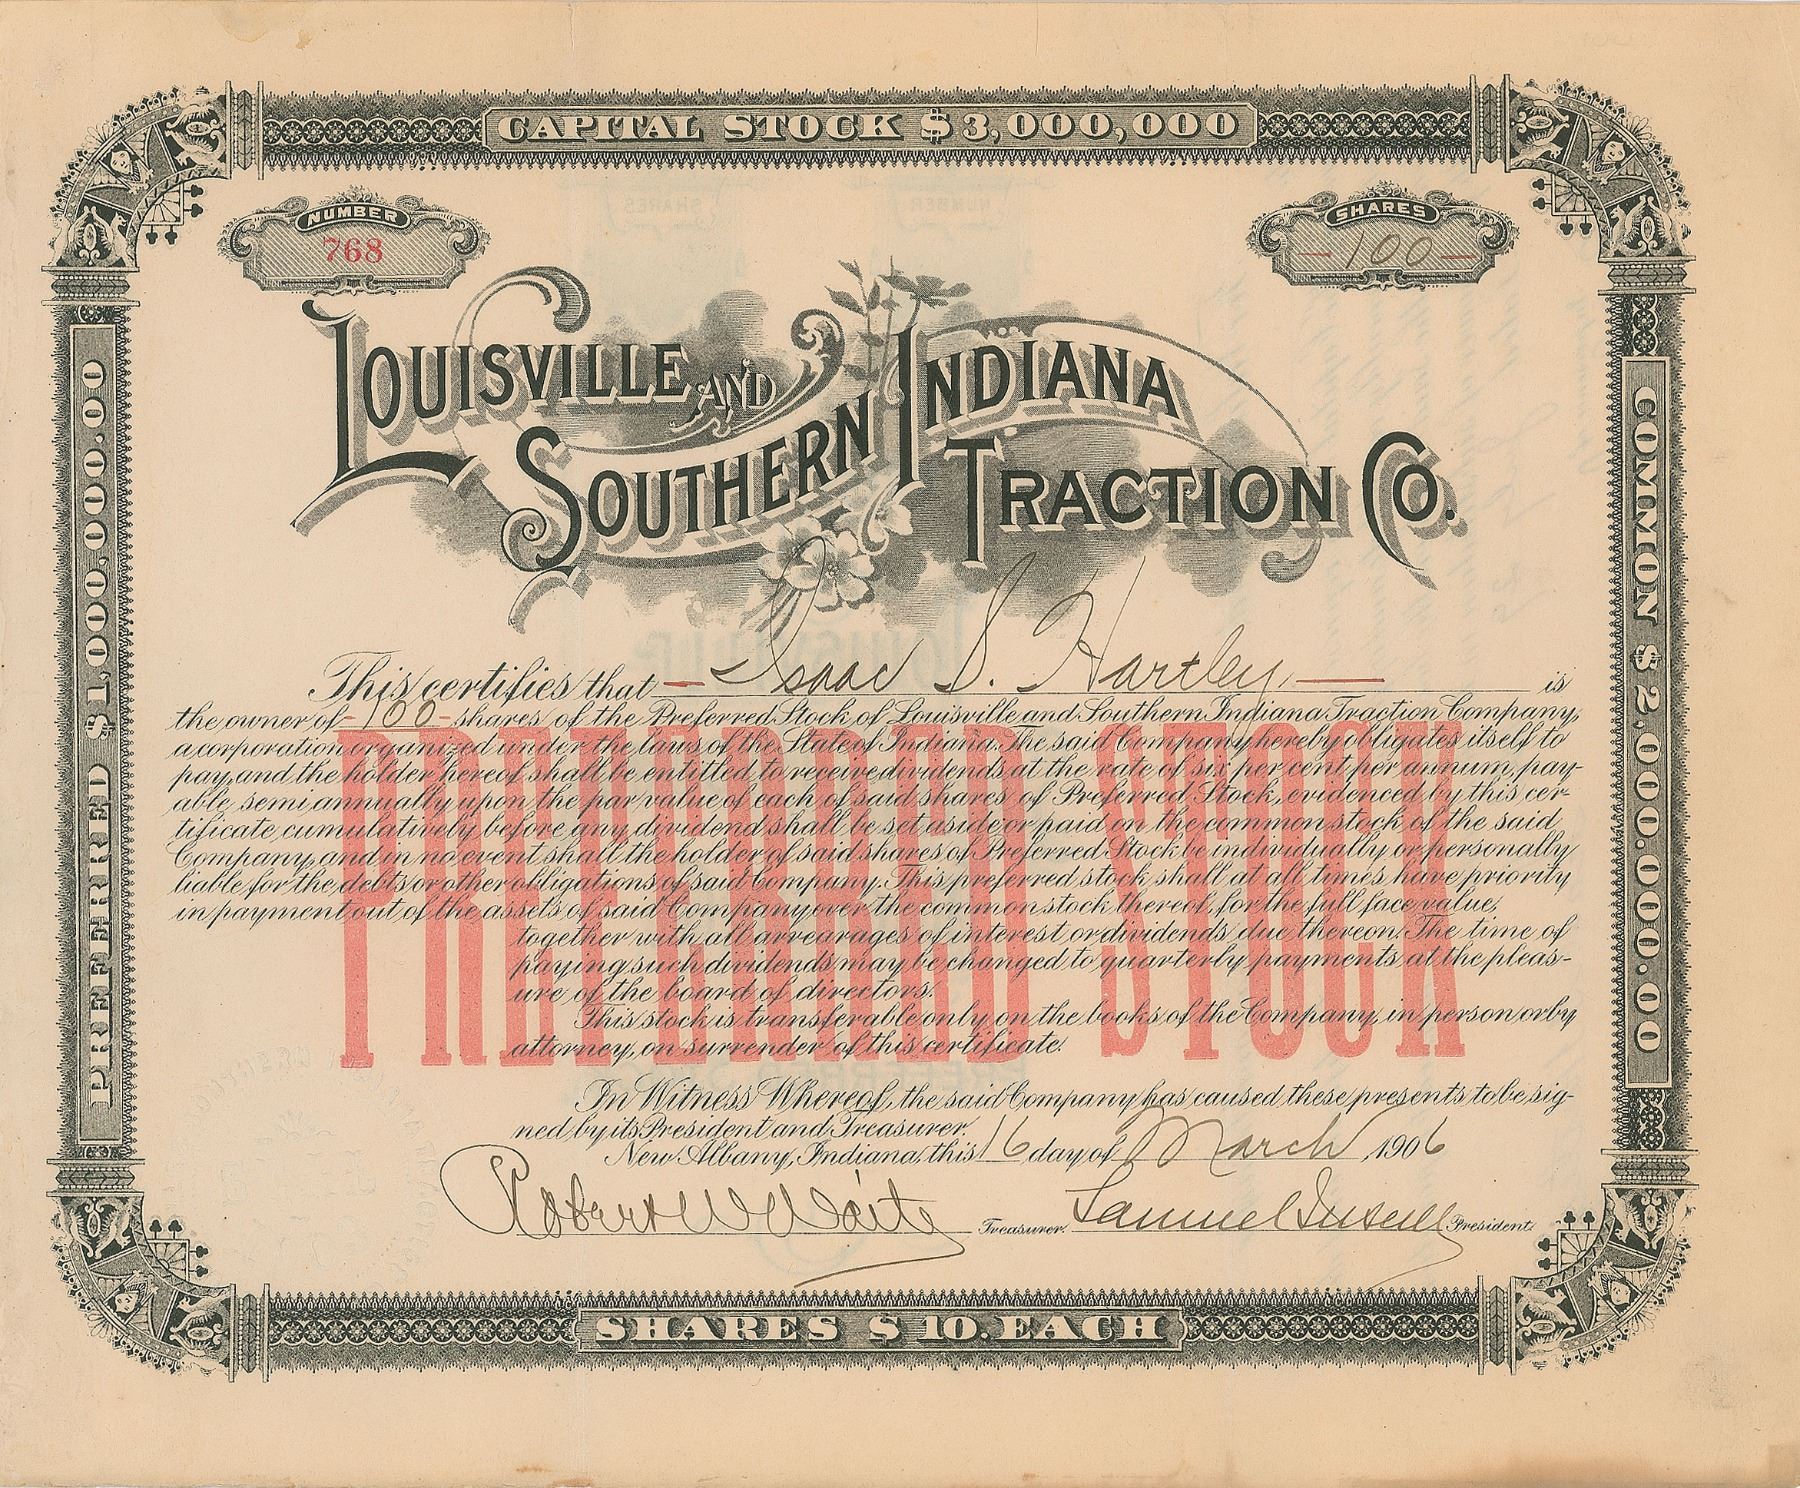 CAPITAL STOCK $3,000,000
NUMBER
768
SHARES
-100-
LOUISVILLE AND
SOUTHERN INDIANA
TRACTION CO.
PREFERRED $1,000,000.00
COMMON $2,000.000.00
This certifies that — Isaac S. Hartley, — is
the owner of -100- shares of the Preferred Stock of Louisville and Southern Indiana Traction Company,
a corporation organized under the laws of the State of Indiana. The said Company hereby obligates itself to
pay, and the holder hereof shall be entitled to receive dividends at the rate of six per cent per annum, pay-
able semi annually upon the par value of each of said shares of Preferred Stock, evidenced by this cer-
tificate cumulatively before any dividend shall be set aside or paid on the common stock of the said
Company, and in no event shall the holder of said shares of Preferred Stock be individually or personally
liable for the debts or other obligations of said Company. This preferred stock shall at all times have priority
in payment out of the assets of said Company over the common stock thereof, for the full face value,
together with all arrearages of interest or dividends due thereon. The time of
paying such dividends may be changed to quarterly payments at the pleas-
ure of the board of directors.
This stock is transferable only on the books of the Company, in person or by
attorney, on surrender of this certificate.
PREFERRED STOCK
In Witness Whereof, the said Company has caused these presents to be sig-
ned by its President and Treasurer
New Albany, Indiana, this 16 day of March, 1906
Robert W Waite Treasurer. Samuel Insull President.
SHARES $10. EACH